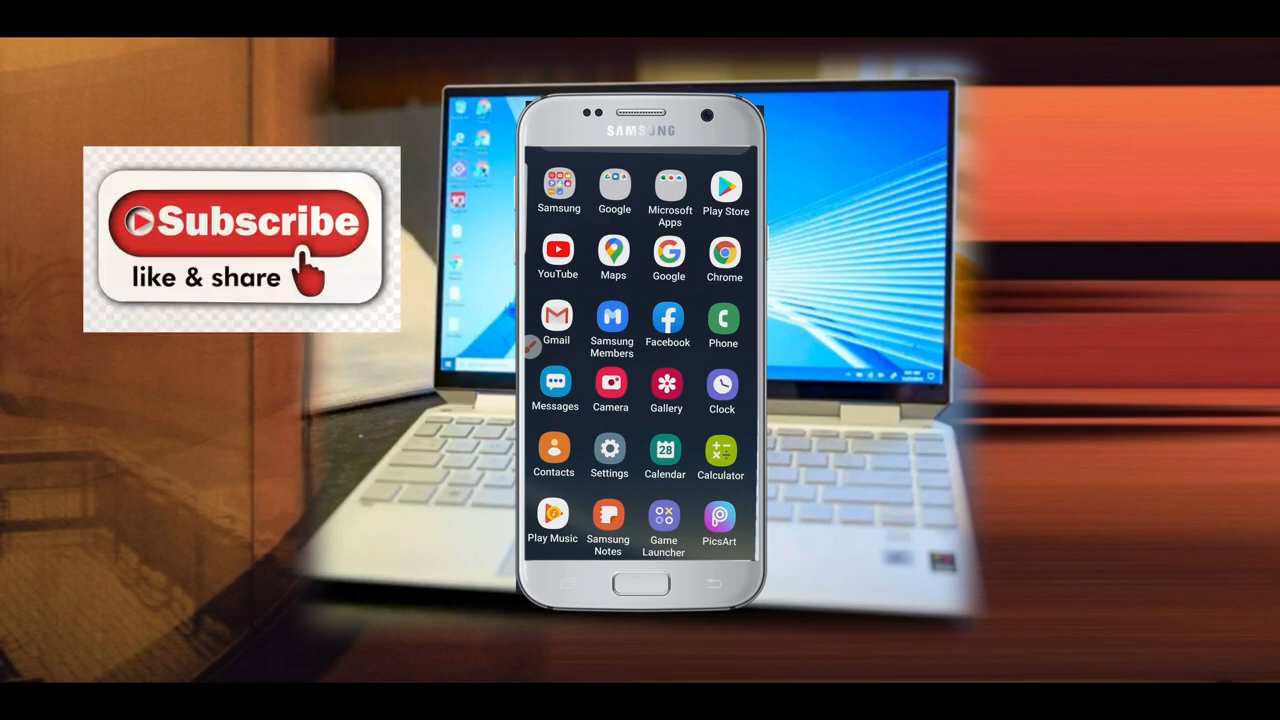 Subscribe
like & share
SAMSUNG
Samsung
Google
Microsoft
Apps
Play Store
YouTube
Maps
Google
Chrome
Gmail
Samsung
Members
Facebook
Phone
Messages
Camera
Gallery
Clock
Contacts
Settings
28
Calendar
Calculator
Play Music
Samsung
Notes
Game
Launcher
PicsArt